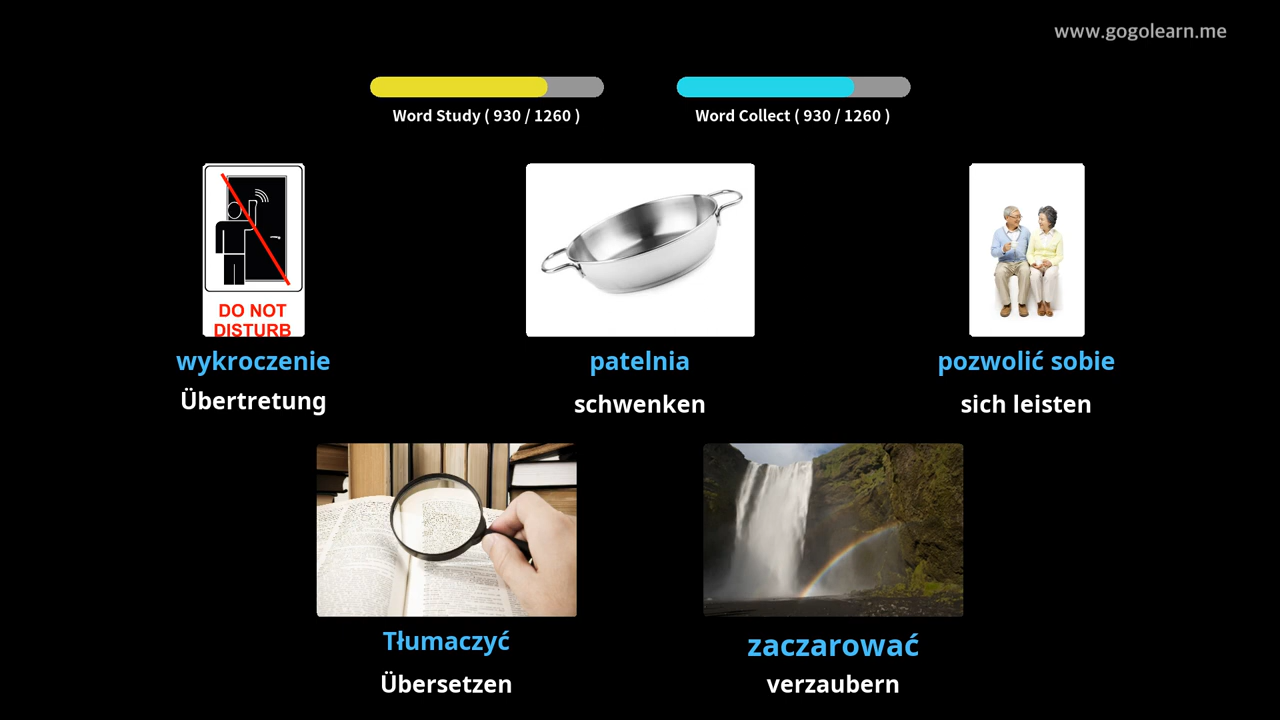 www.gogolearn.me
Word Study ( 930 / 1260 )
Word Collect ( 930 / 1260 )
DO NOT
DISTURB
wykroczenie
Übertretung
patelnia
schwenken
pozwolić sobie
sich leisten
Tłumaczyć
Übersetzen
zaczarować
verzaubern